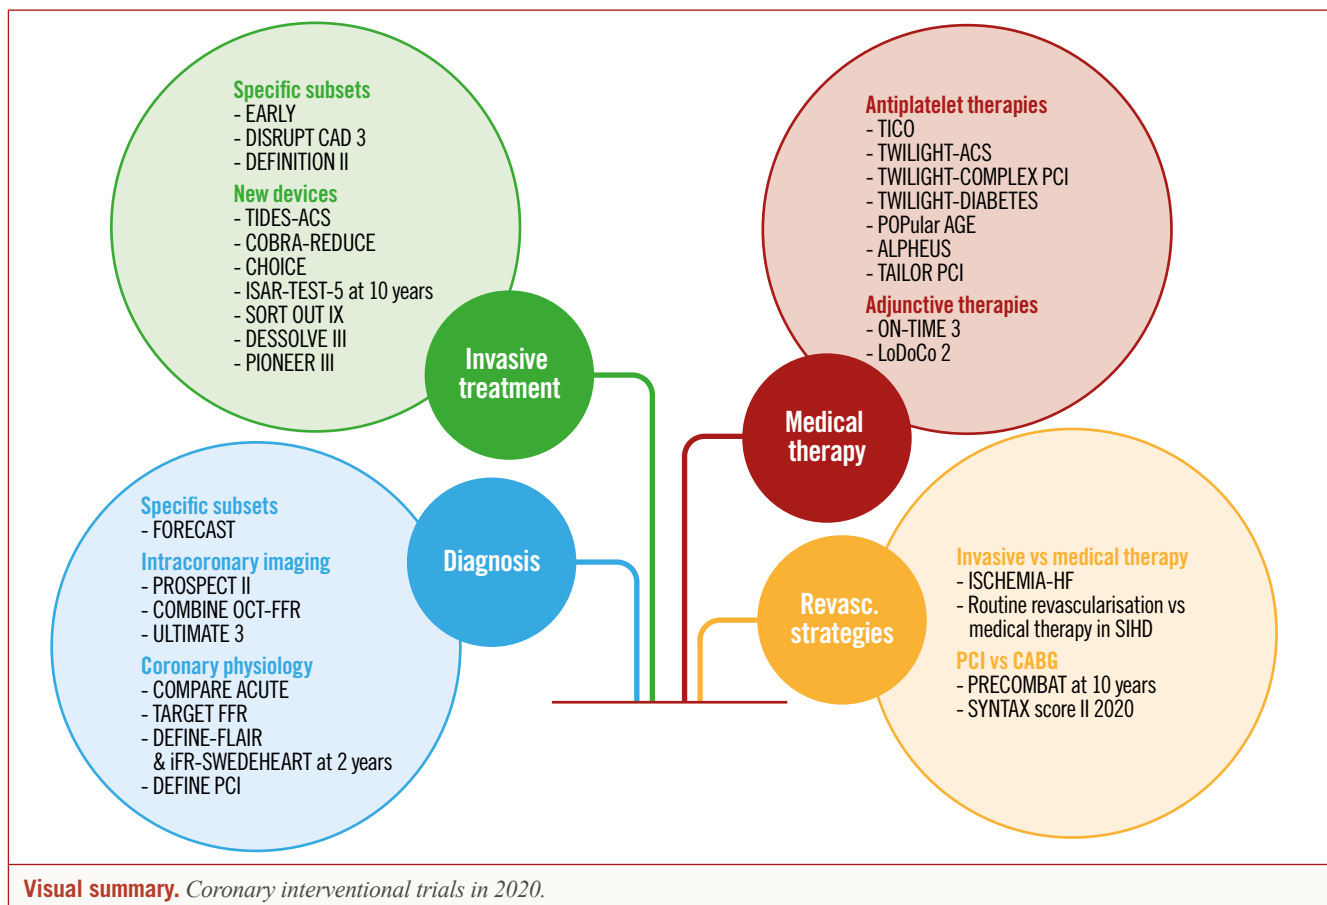 Specific subsets
- EARLY
- DISRUPT CAD 3
- DEFINITION II
New devices
- TIDES-ACS
- COBRA-REDUCE
- CHOICE
- ISAR-TEST-5 at 10 years
- SORT OUT IX
- DESSOLVE III
- PIONEER III
Invasive
treatment
Antiplatelet therapies
- TICO
- TWILIGHT-ACS
- TWILIGHT-COMPLEX PCI
- TWILIGHT-DIABETES
- POPular AGE
- ALPHEUS
- TAILOR PCI
Adjunctive therapies
- ON-TIME 3
- LoDoCo 2
Medical
therapy
Specific subsets
- FORECAST
Intracoronary imaging
- PROSPECT II
- COMBINE OCT-FFR
- ULTIMATE 3
Coronary physiology
- COMPARE ACUTE
- TARGET FFR
- DEFINE-FLAIR
& iFR-SWEDEHEART at 2 years
- DEFINE PCI
Diagnosis
Revasc.
strategies
Invasive vs medical therapy
- ISCHEMIA-HF
- Routine revascularisation vs
medical therapy in SIHD
PCI vs CABG
- PRECOMBAT at 10 years
- SYNTAX score II 2020
Visual summary. Coronary interventional trials in 2020.